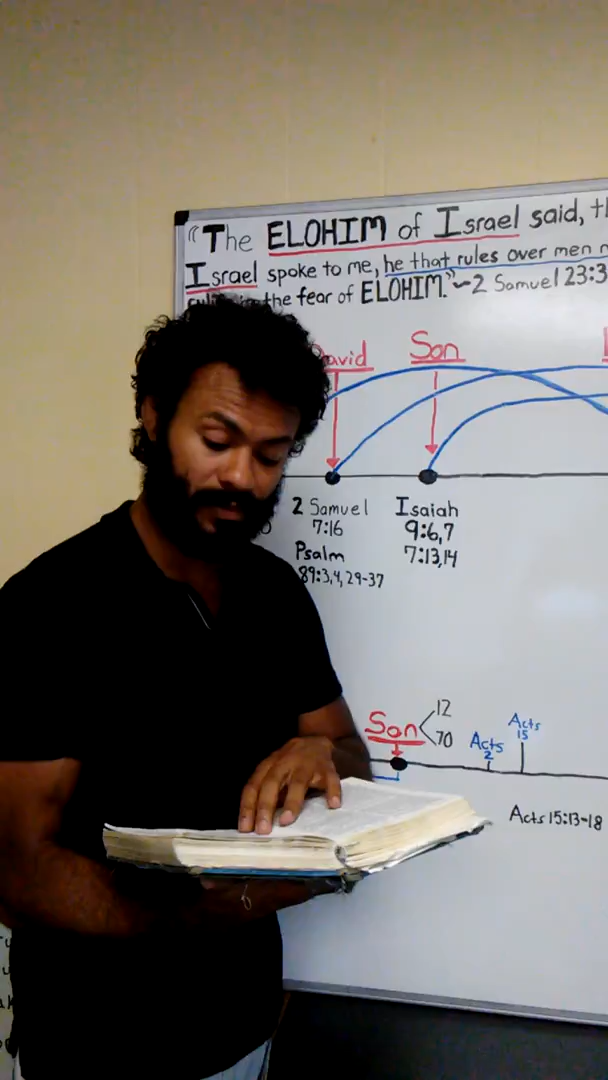 "The ELOHIM of Israel said, th
Israel spoke to me, he that rules over men m
in the fear of ELOHIM."~2 Samuel 23:3
David Son
2 Samuel
7:16
Psalm
89:3,4,29-37
Isaiah
9:6,7
7:13,14
Son
12
70
Acts
2
Acts
15
Acts 15:13-18